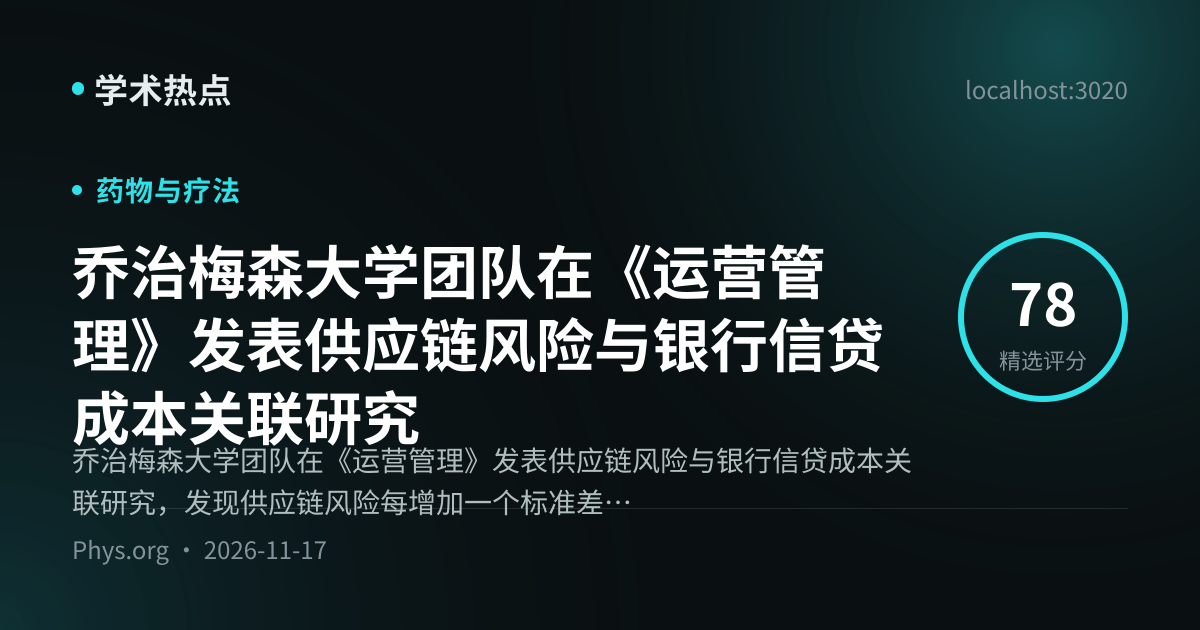 学术热点
localhost:3020
药物与疗法
乔治梅森大学团队在《运营管
理》发表供应链风险与银行信贷
成本关联研究
78
精选评分
乔治梅森大学团队在《运营管理》发表供应链风险与银行信贷成本关
联研究，发现供应链风险每增加一个标准差…
Phys.org · 2026-11-17